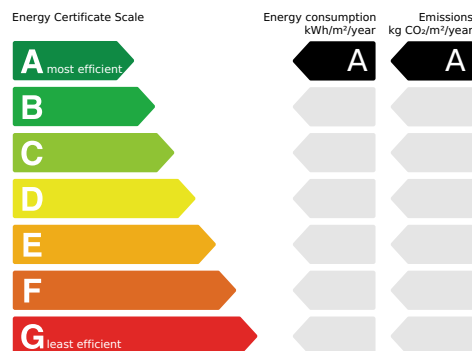 Energy Certificate Scale
Energy consumption
kWh/m²/year
Emissions
kg CO₂/m²/year
A most efficient
A
A
B
C
D
E
F
G least efficient